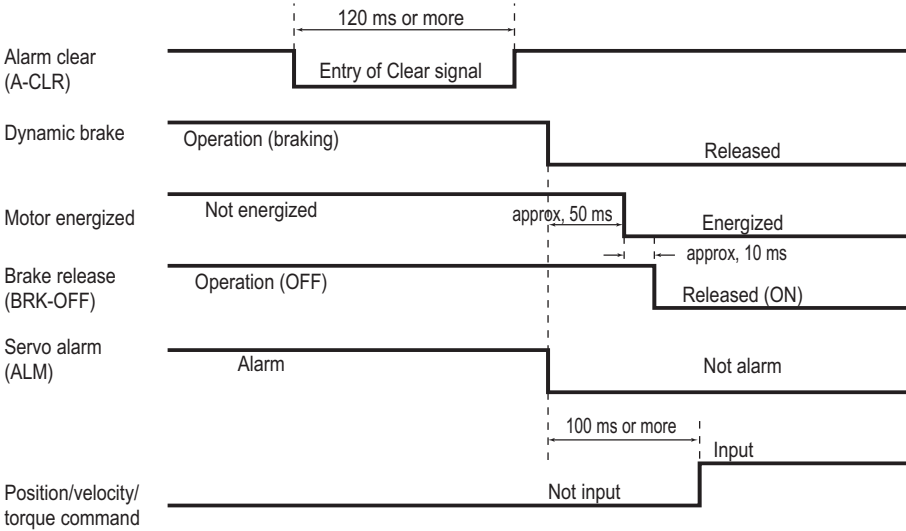 120 ms or more
Alarm clear
(A-CLR)
Entry of Clear signal
Dynamic brake
Operation (braking)
Released
Motor energized
Not energized
approx, 50 ms
Energized
approx, 10 ms
Brake release
(BRK-OFF)
Operation (OFF)
Released (ON)
Servo alarm
(ALM)
Alarm
Not alarm
100 ms or more
Input
Position/velocity/
torque command
Not input